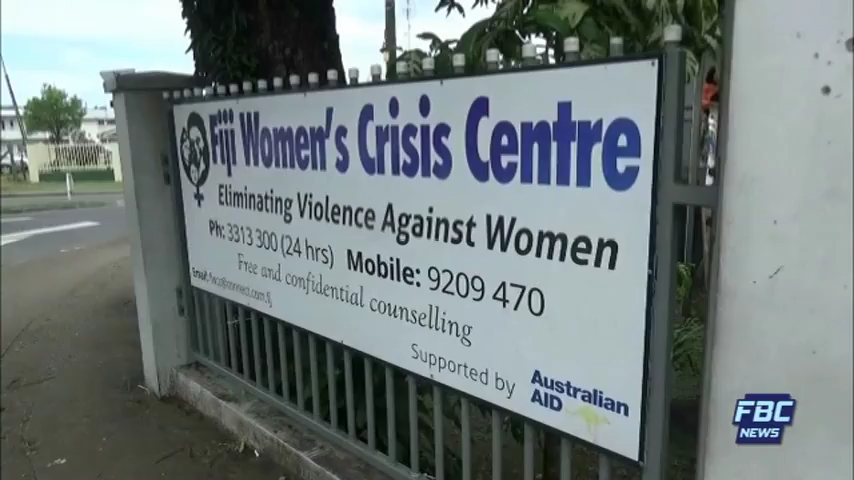 Fiji Women's Crisis Centre
Eliminating Violence Against Women
Ph: 3313 300 (24 hrs) Mobile: 9209 470
Free and confidential counselling
Email:
Supported by
Australian
AID
FBC
NEWS